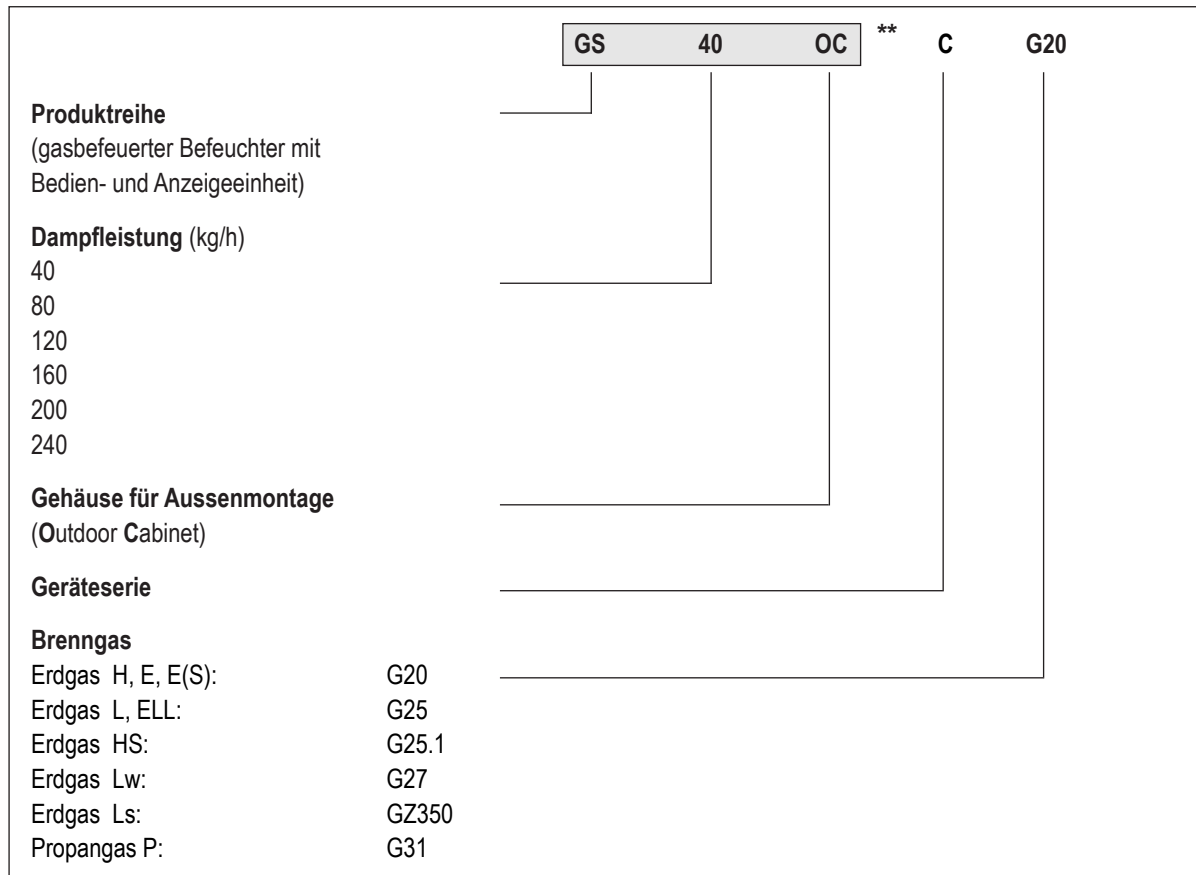 GS 40 OC ** C G20
Produktreihe
(gasbefeuerter Befeuchter mit
Bedien- und Anzeigeeinheit)
Dampfleistung (kg/h)
40
80
120
160
200
240
Gehäuse für Aussenmontage
(Outdoor Cabinet)
Geräteserie
Brenngas
Erdgas H, E, E(S): G20
Erdgas L, ELL: G25
Erdgas HS: G25.1
Erdgas Lw: G27
Erdgas Ls: GZ350
Propangas P: G31